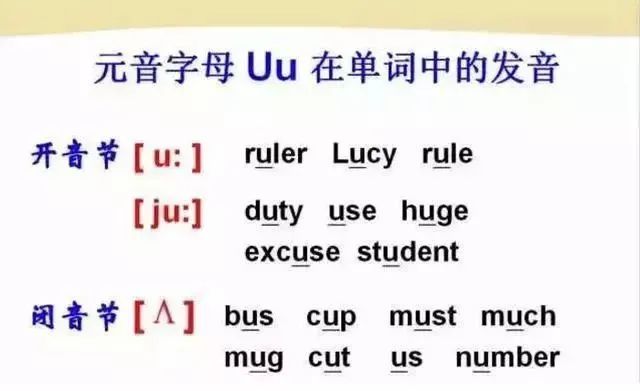 元音字母 Uu 在单词中的发音
开音节 [ u: ] ruler Lucy rule
[ ju:] duty use huge
excuse student
闭音节 [ Λ ] bus cup must much
mug cut us number